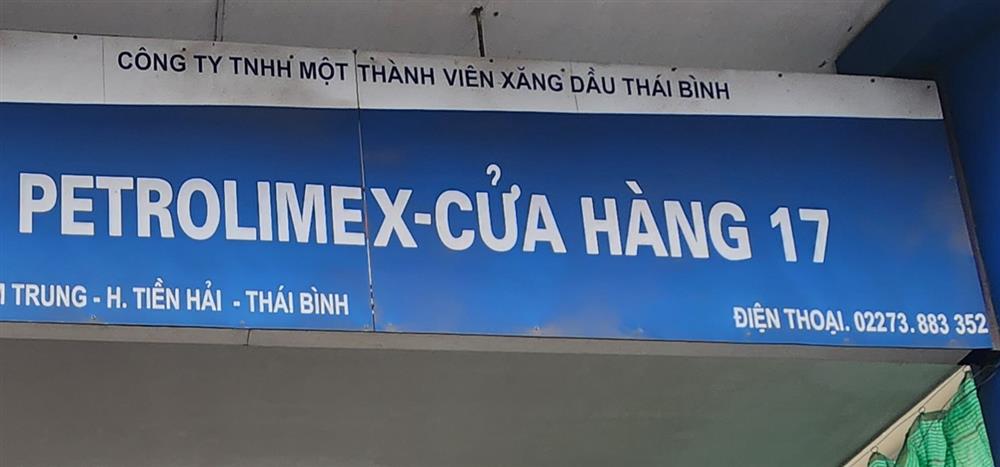 CÔNG TY TNHH MỘT THÀNH VIÊN XĂNG DẦU THÁI BÌNH
PETROLIMEX-CỬA HÀNG 17
TRUNG - H. TIỀN HẢI - THÁI BÌNH
ĐIỆN THOẠI. 02273.883 352